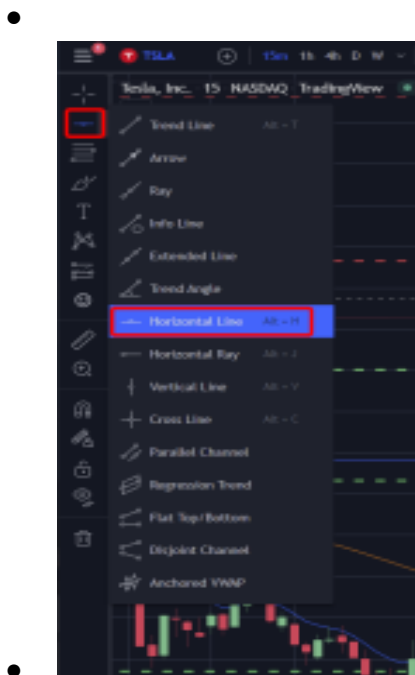 TSLA 15m 1h 4h D W
Tesla, Inc. 15 NASDAQ TradingView
Trend Line Alt + T
Arrow
Ray
Info Line
Extended Line
Trend Angle
Horizontal Line Alt + H
Horizontal Ray Alt + J
Vertical Line Alt + V
Cross Line Alt + C
Parallel Channel
Regression Trend
Flat Top/Bottom
Disjoint Channel
Anchored VWAP